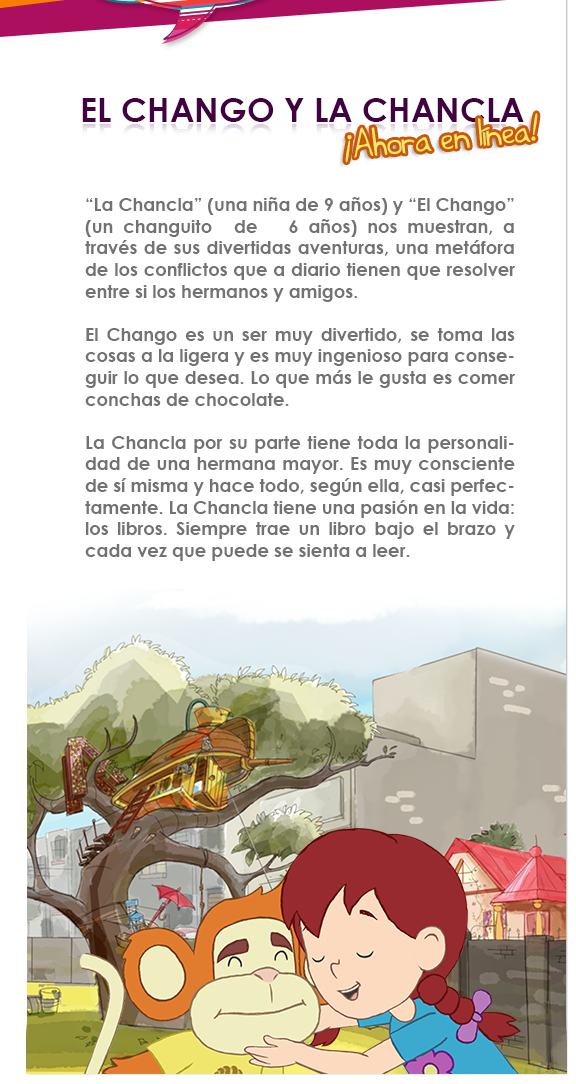 EL CHANGO Y LA CHANCLA
¡Ahora en línea!
“La Chancla” (una niña de 9 años) y “El Chango”
(un changuito de 6 años) nos muestran, a
través de sus divertidas aventuras, una metáfora
de los conflictos que a diario tienen que resolver
entre si los hermanos y amigos.
El Chango es un ser muy divertido, se toma las
cosas a la ligera y es muy ingenioso para conse-
guir lo que desea. Lo que más le gusta es comer
conchas de chocolate.
La Chancla por su parte tiene toda la personali-
dad de una hermana mayor. Es muy consciente
de sí misma y hace todo, según ella, casi perfec-
tamente. La Chancla tiene una pasión en la vida:
los libros. Siempre trae un libro bajo el brazo y
cada vez que puede se sienta a leer.